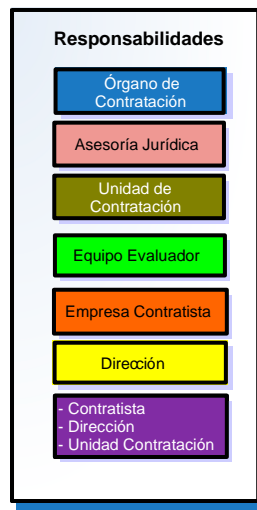 Responsabilidades
Órgano de
Contratación
Asesoría Jurídica
Unidad de
Contratación
Equipo Evaluador
Empresa Contratista
Dirección
- Contratista
- Dirección
- Unidad Contratación